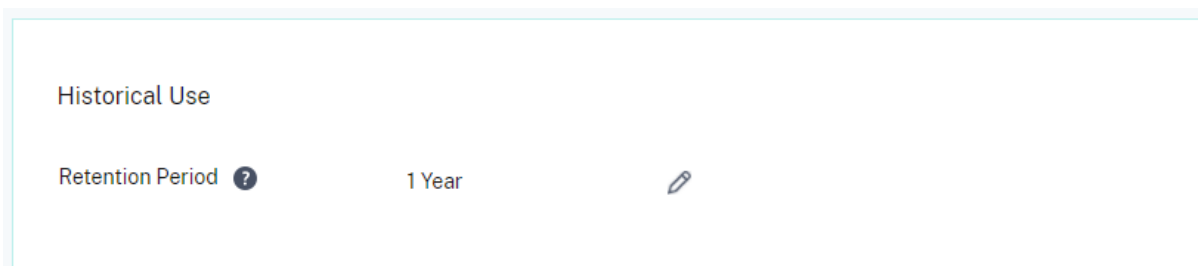 Historical Use
Retention Period ? 1 Year